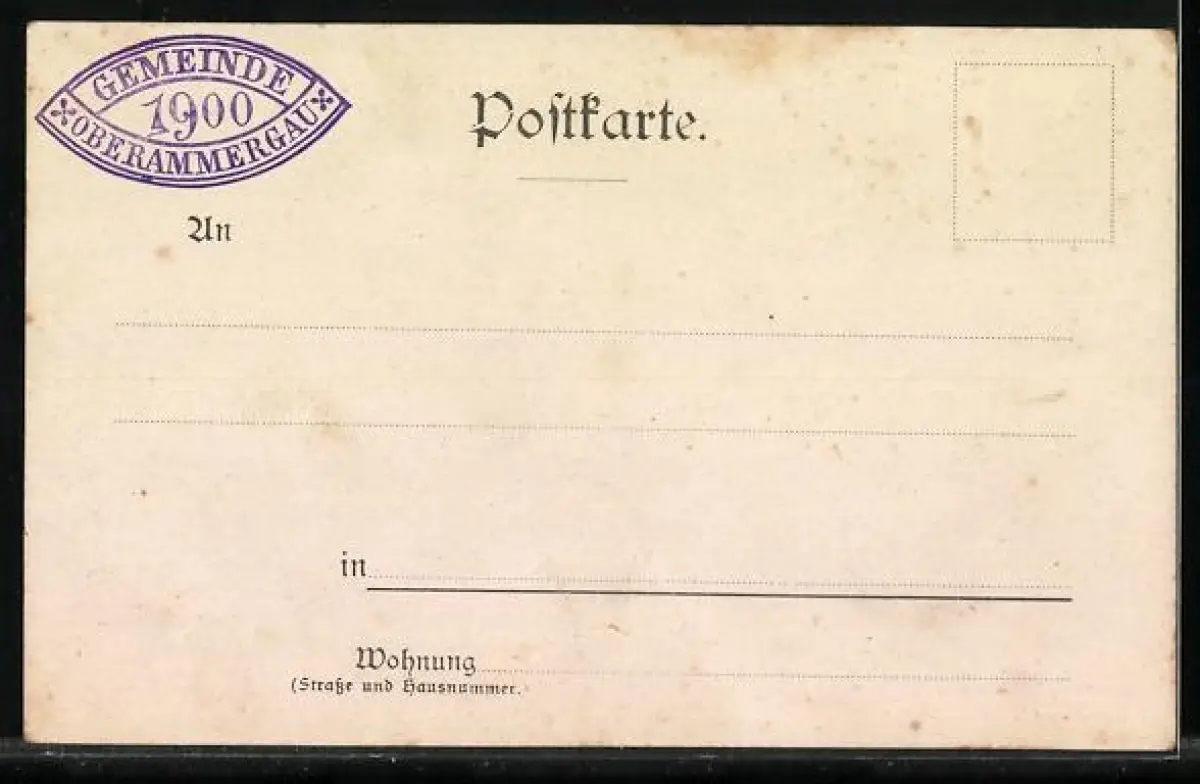 GEMEINDE
1900
OBERAMMERGAU
Postkarte.
An
in
Wohnung
(Straße und Hausnummer.